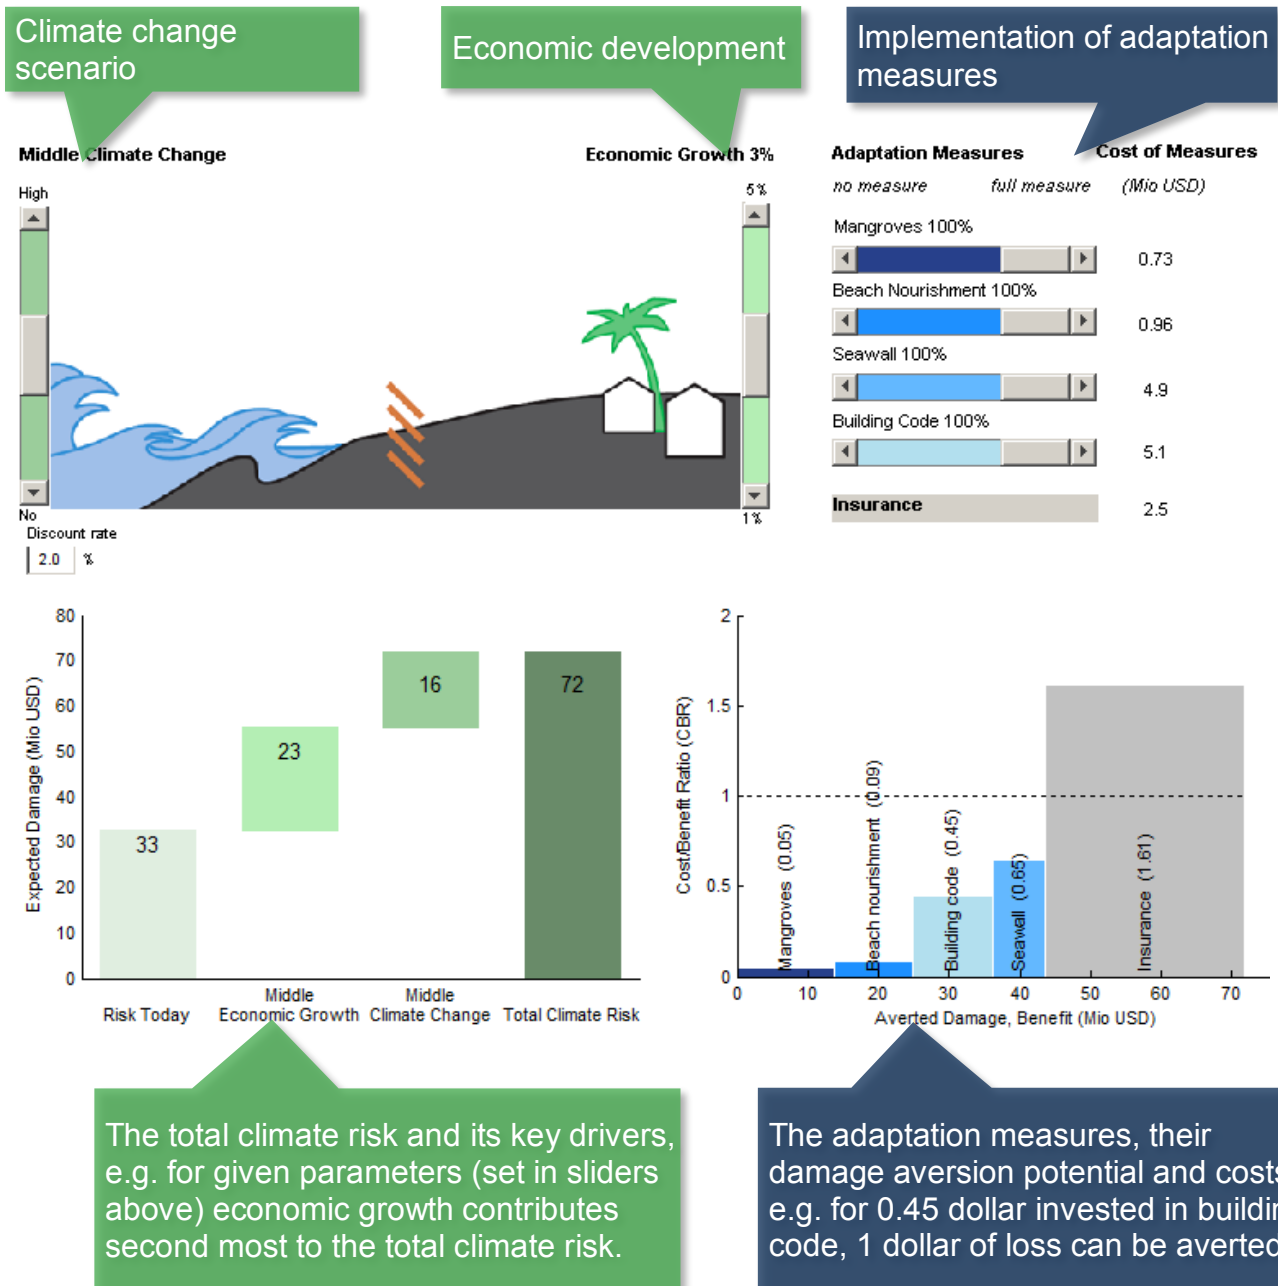 Climate change
scenario
Economic development
Implementation of adaptation
measures
Middle Climate Change
Economic Growth 3%
Adaptation Measures
Cost of Measures
High
5 %
no measure
full measure
(Mio USD)
Mangroves 100%
0.73
Beach Nourishment 100%
0.96
Seawall 100%
4.9
Building Code 100%
5.1
Insurance
2.5
No
1 %
Discount rate
2.0 %
Expected Damage (Mio USD)
80
70
60
50
40
30
20
10
0
33
23
16
72
Risk Today
Middle
Economic Growth
Middle
Climate Change
Total Climate Risk
Cost/Benefit Ratio (CBR)
2
1.5
1
0.5
0
Mangroves (0.05)
Beach nourishment (0.09)
Building code (0.45)
Seawall (0.65)
Insurance (1.61)
0 10 20 30 40 50 60 70
Averted Damage, Benefit (Mio USD)
The total climate risk and its key drivers,
e.g. for given parameters (set in sliders
above) economic growth contributes
second most to the total climate risk.
The adaptation measures, their
damage aversion potential and costs
e.g. for 0.45 dollar invested in buildin
code, 1 dollar of loss can be averted